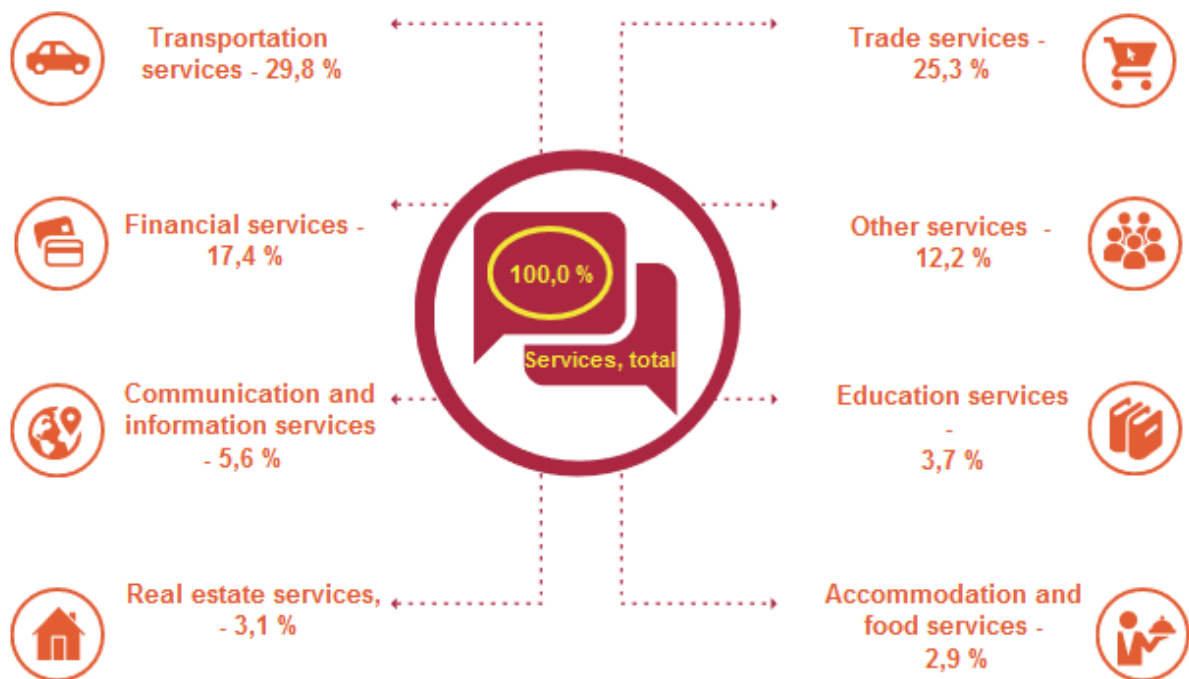 Transportation
services - 29,8 %
Trade services -
25,3 %
Financial services -
17,4 %
Other services -
12,2 %
100,0 %
Services, total
Communication and
information services
- 5,6 %
Education services
-
3,7 %
Real estate services,
- 3,1 %
Accommodation and
food services -
2,9 %